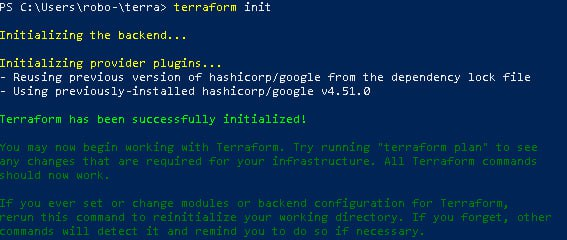 PS C:\Users\robo-\terra> terraform init
Initializing the backend...
Initializing provider plugins...
- Reusing previous version of hashicorp/google from the dependency lock file
- Using previously-installed hashicorp/google v4.51.0
Terraform has been successfully initialized!
You may now begin working with Terraform. Try running "terraform plan" to see
any changes that are required for your infrastructure. All Terraform commands
should now work.
If you ever set or change modules or backend configuration for Terraform,
rerun this command to reinitialize your working directory. If you forget, other
commands will detect it and remind you to do so if necessary.